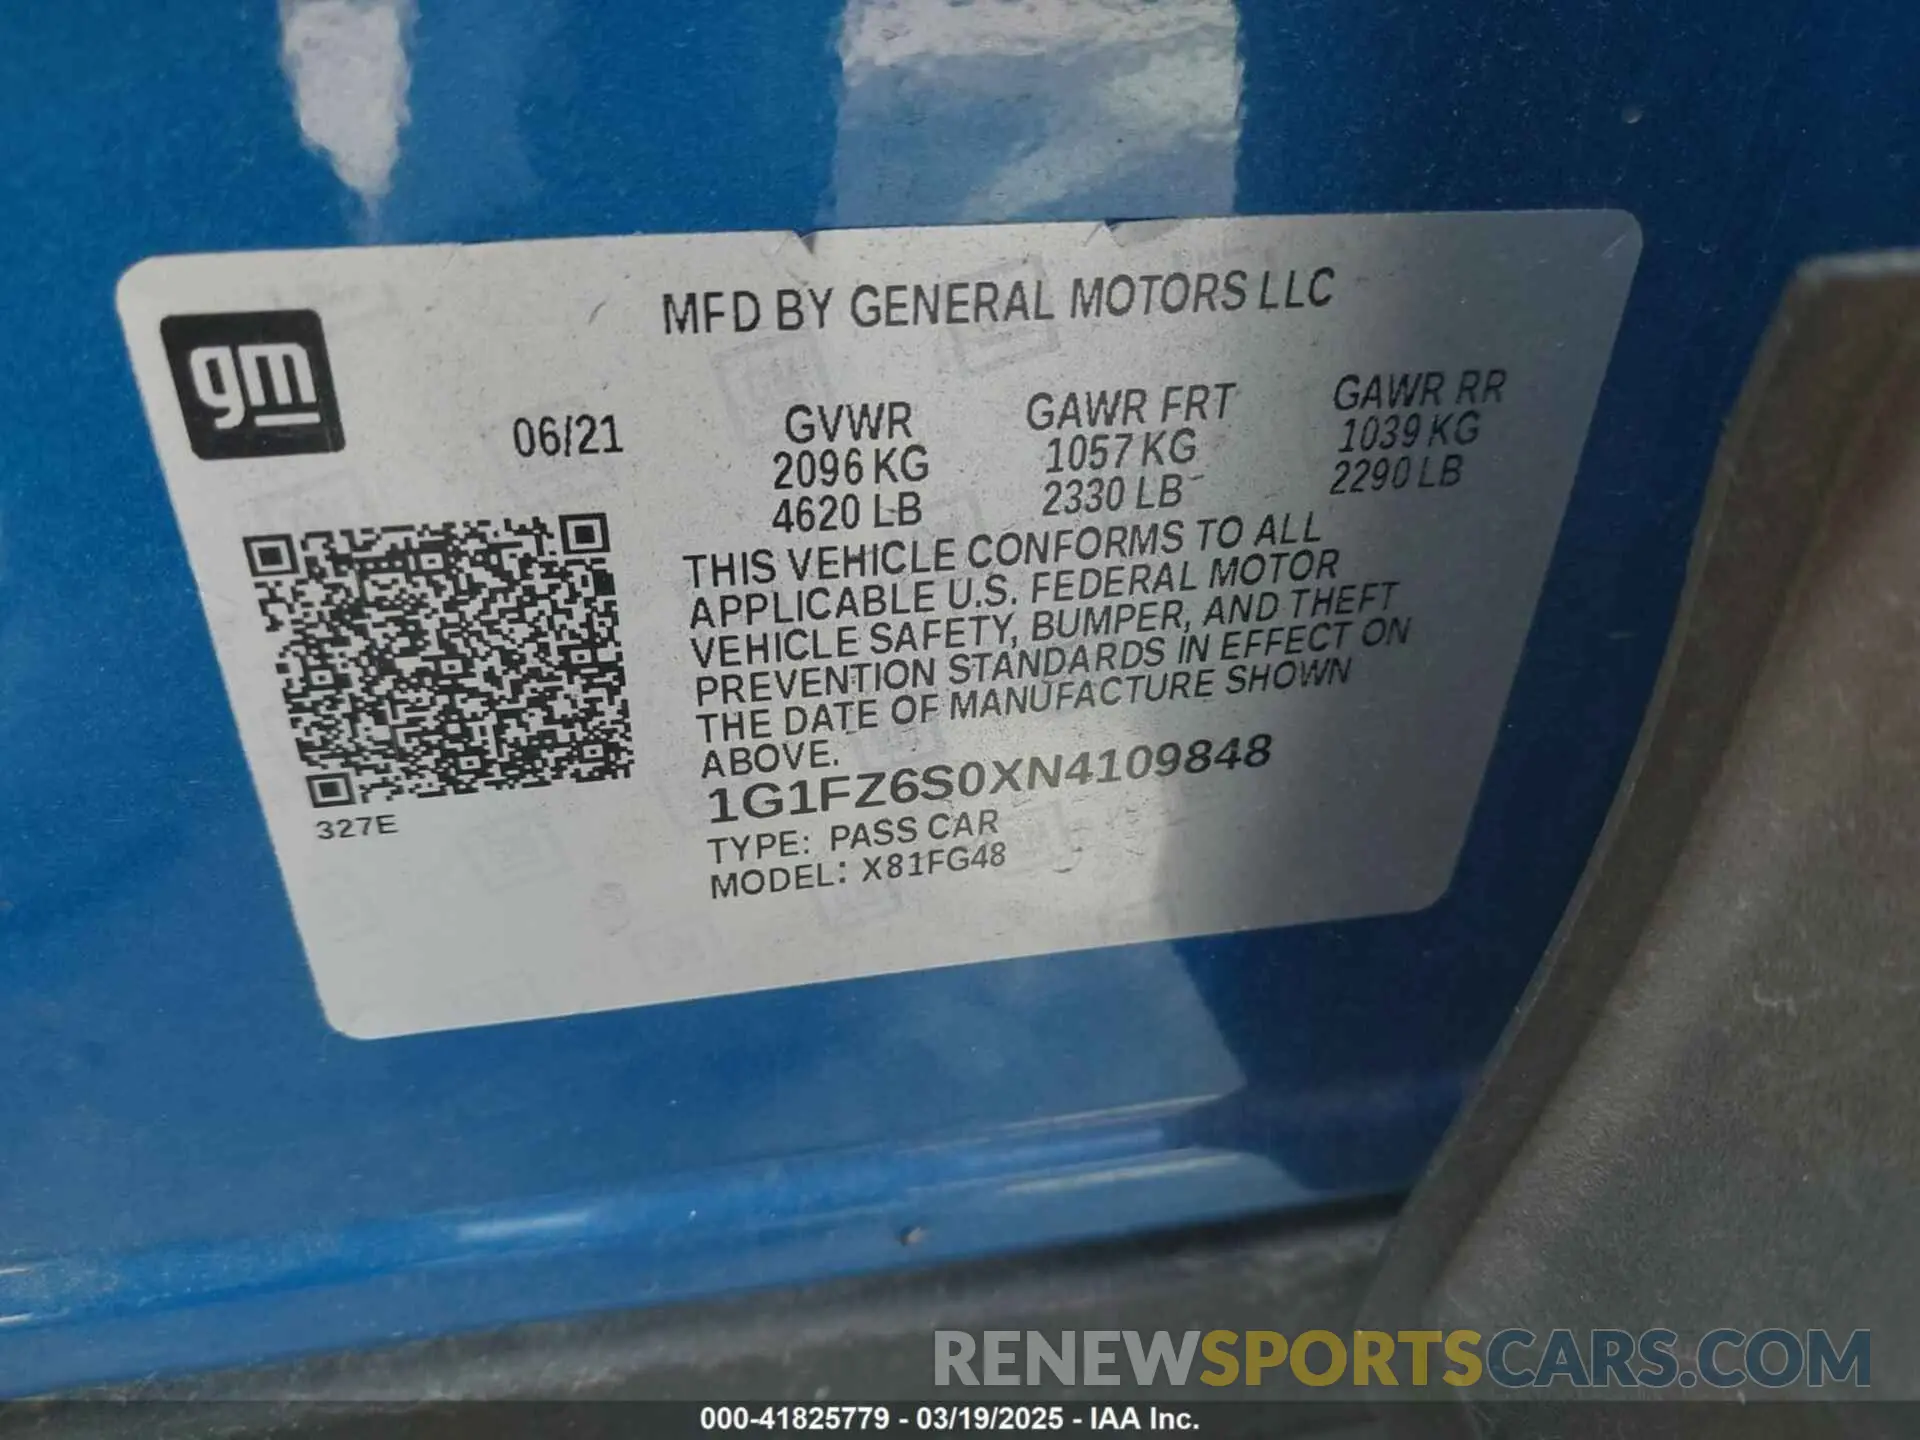 MFD BY GENERAL MOTORS LLC
gm
06/21
GVWR
2096 KG
4620 LB
GAWR FRT
1057 KG
2330 LB
GAWR RR
1039 KG
2290 LB
THIS VEHICLE CONFORMS TO ALL
APPLICABLE U.S. FEDERAL MOTOR
VEHICLE SAFETY, BUMPER, AND THEFT
PREVENTION STANDARDS IN EFFECT ON
THE DATE OF MANUFACTURE SHOWN
ABOVE.
1G1FZ6S0XN4109848
TYPE: PASS CAR
MODEL: X81FG48
327E
RENEWSPORTSCARS.COM
000-41825779 - 03/19/2025 - IAA Inc.